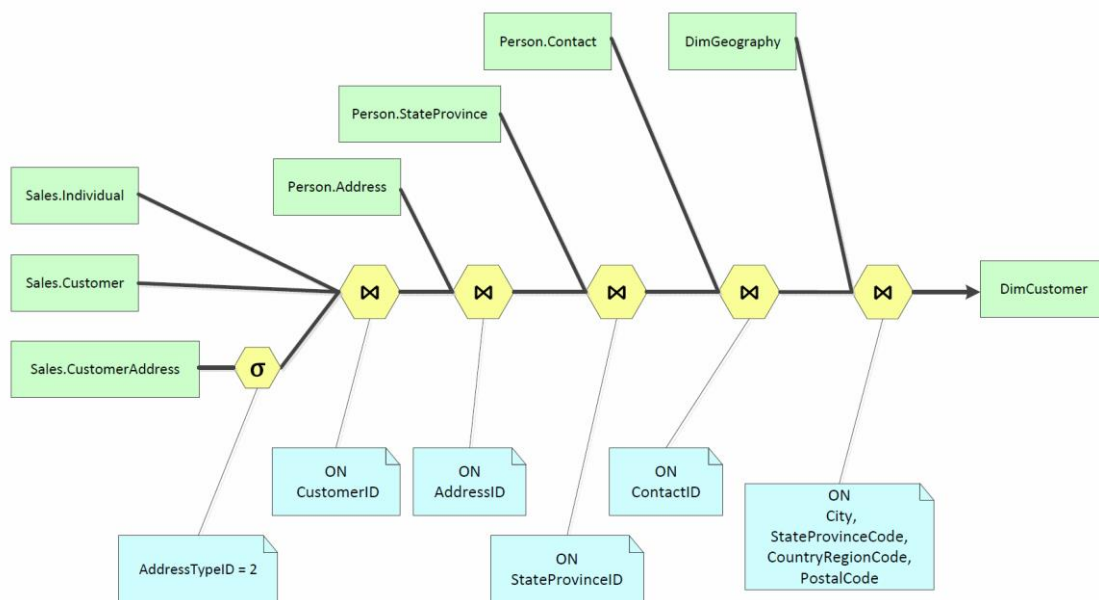 Person.Contact
DimGeography
Person.StateProvince
Person.Address
Sales.Individual
Sales.Customer
⋈
⋈
⋈
⋈
⋈
DimCustomer
Sales.CustomerAddress
σ
ON
CustomerID
ON
AddressID
ON
ContactID
ON
City,
StateProvinceCode,
CountryRegionCode,
PostalCode
AddressTypeID = 2
ON
StateProvinceID